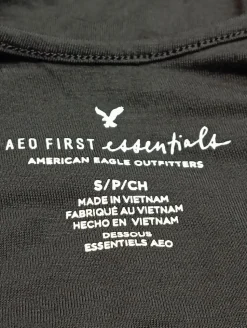 AEO FIRST essentials
AMERICAN EAGLE OUTFITTERS
S/P/CH
MADE IN VIETNAM
FABRIQUÉ AU VIETNAM
HECHO EN VIETNAM
DESSOUS
ESSENTIELS AEO